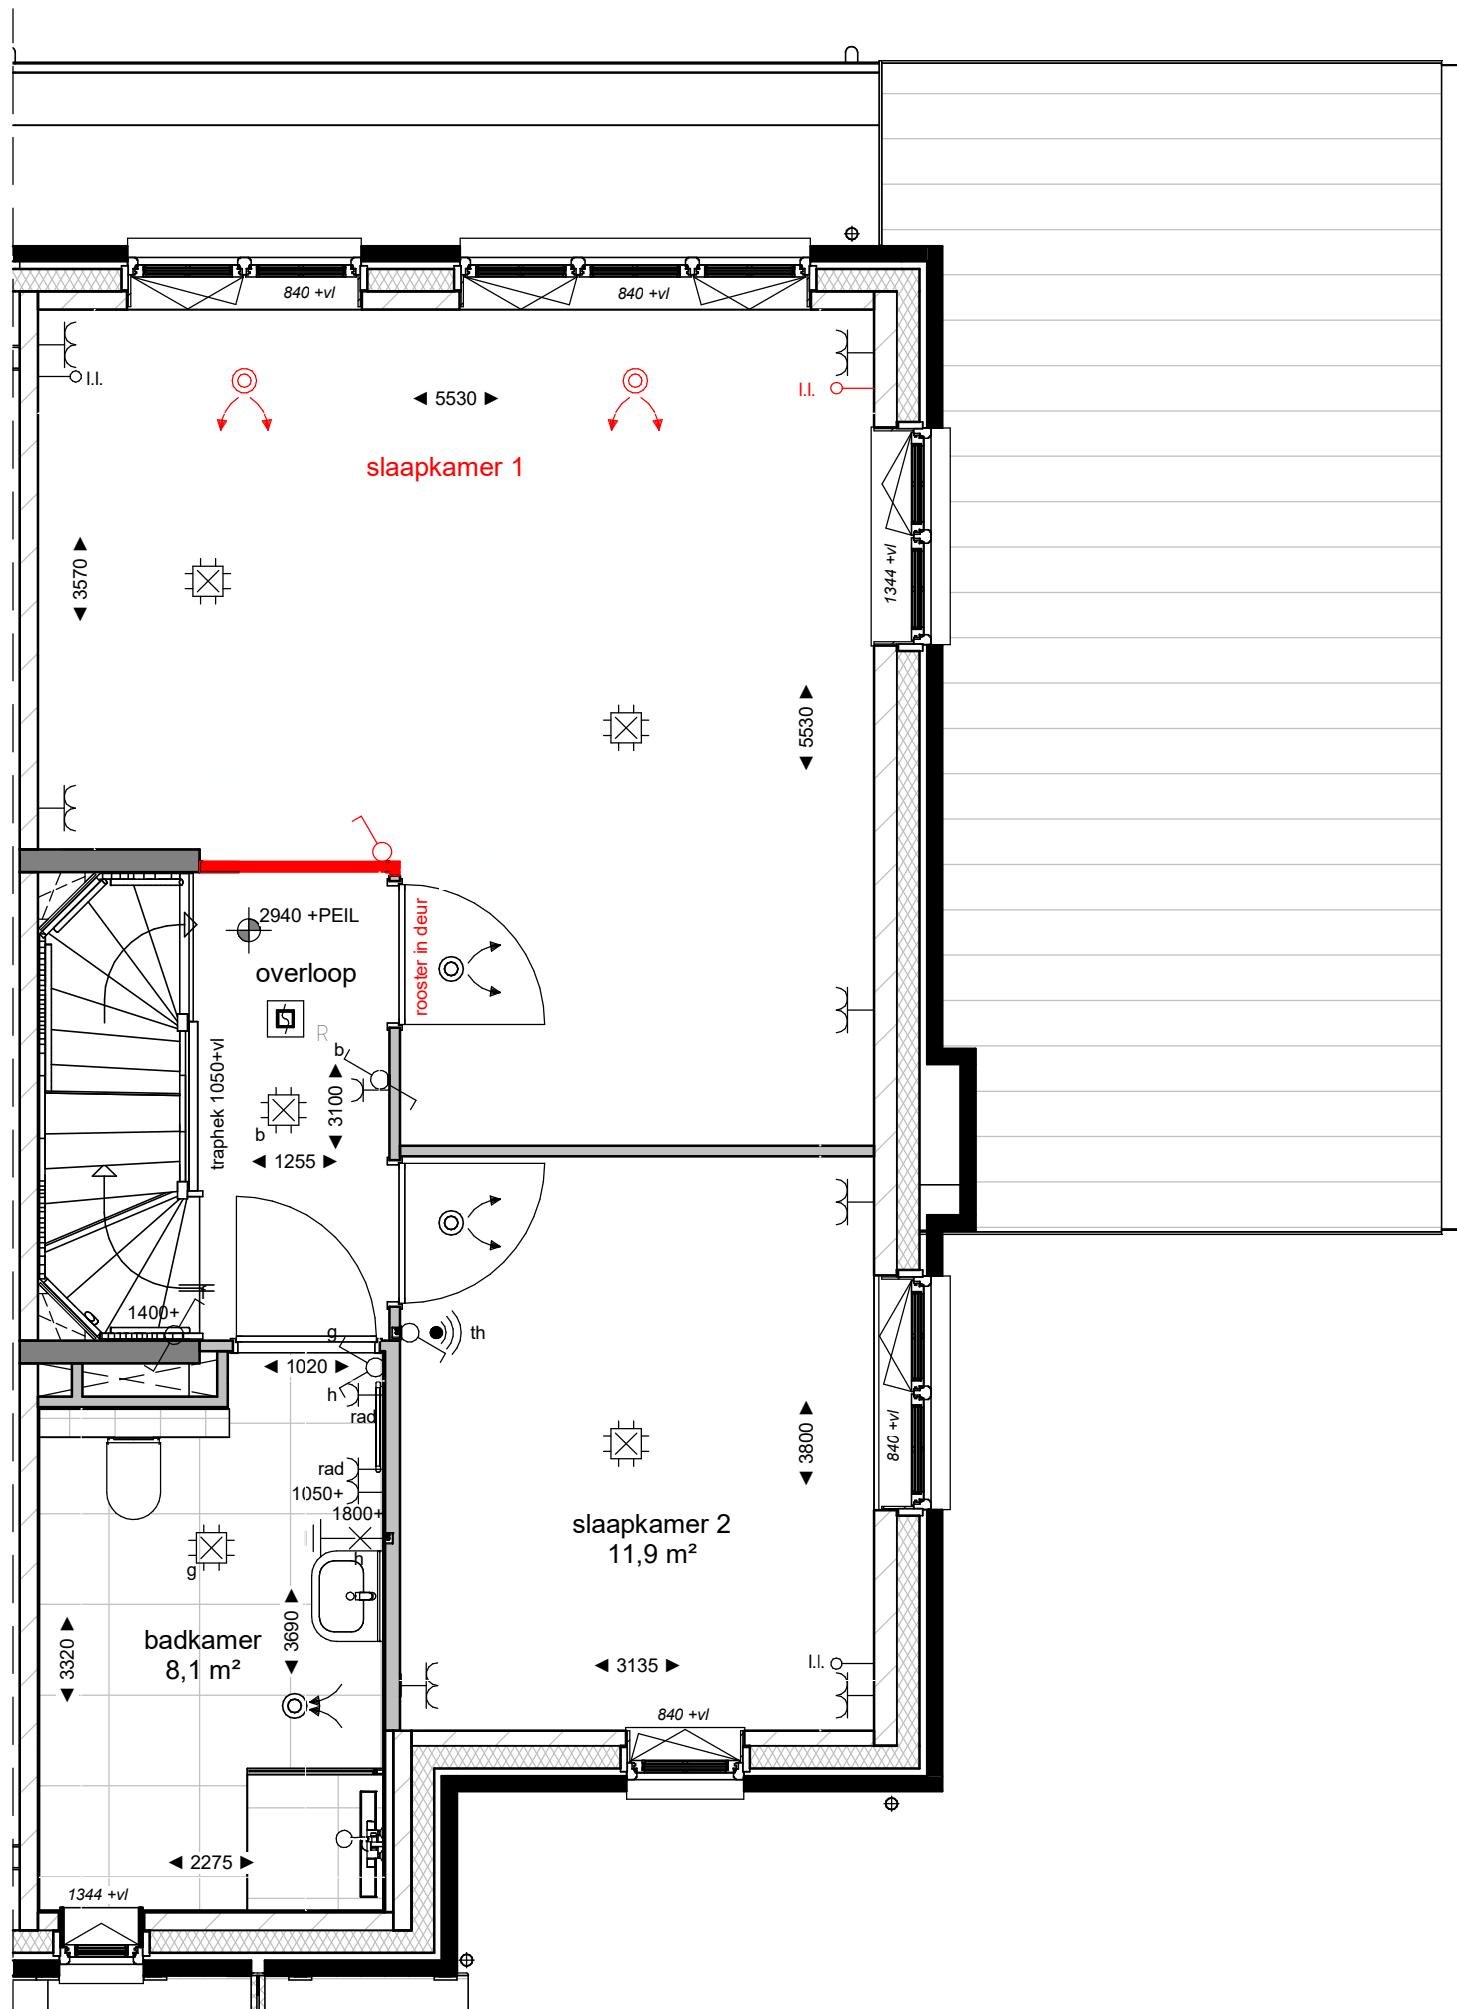 840 +vl
840 +vl
l.l.
5530
l.l.
slaapkamer 1
3570
1344 +vl
5530
2940 +PEIL
rooster in deur
overloop
R
b
traphek 1050+vl
3100
b
1255
1400+
g
th
1020
h
rad
rad
1050+
1800+
h
840 +vl
3800
slaapkamer 2
11,9 m²
g
3690
3320
badkamer
8,1 m²
l.l.
3135
840 +vl
2275
1344 +vl